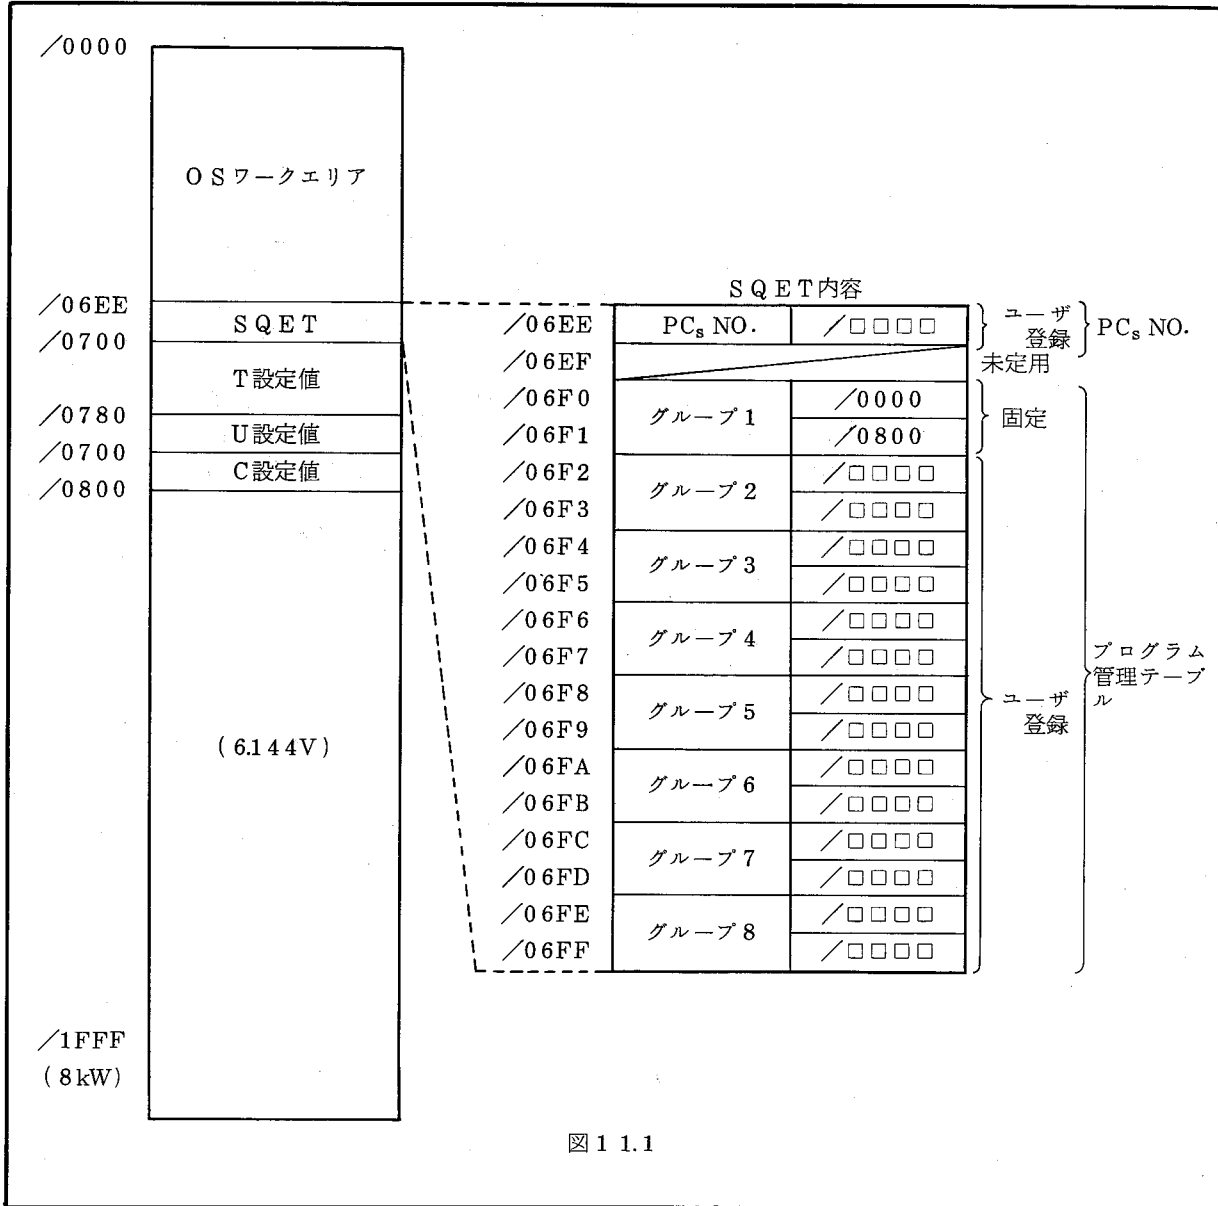 /0000
OSワークエリア
/06EE
SQET
/0700
T設定値
/0780
U設定値
/0700
C設定値
/0800
(6.144V)
/1FFF
(8kW)
SQET内容
/06EE PCs NO. /□□□□ ユーザ登録 PCs NO.
/06EF 未定用
/06F0 グループ1 /0000 固定
/06F1 /0800
/06F2 グループ2 /□□□□
/06F3 /□□□□
/06F4 グループ3 /□□□□
/06F5 /□□□□
/06F6 グループ4 /□□□□
/06F7 /□□□□
/06F8 グループ5 /□□□□
/06F9 /□□□□
/06FA グループ6 /□□□□
/06FB /□□□□
/06FC グループ7 /□□□□
/06FD /□□□□
/06FE グループ8 /□□□□
/06FF /□□□□
ユーザ
登録
プログラム
管理テーブ
ル
図11.1